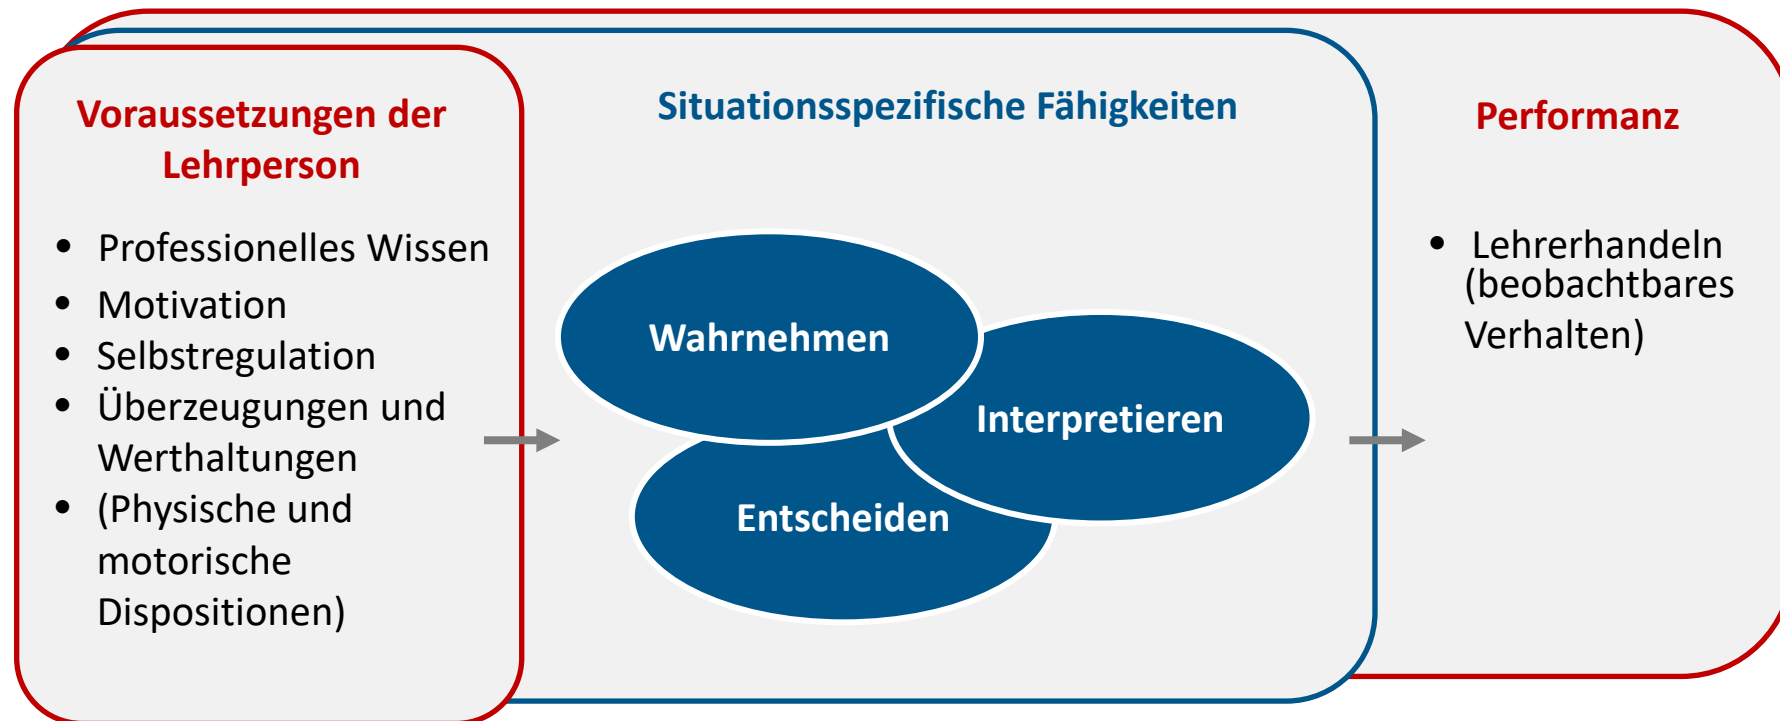 Voraussetzungen der
Lehrperson
• Professionelles Wissen
• Motivation
• Selbstregulation
• Überzeugungen und
Werthaltungen
• (Physische und
motorische
Dispositionen)
Situationsspezifische Fähigkeiten
Wahrnehmen
Interpretieren
Entscheiden
Performanz
• Lehrerhandeln
(beobachtbares
Verhalten)